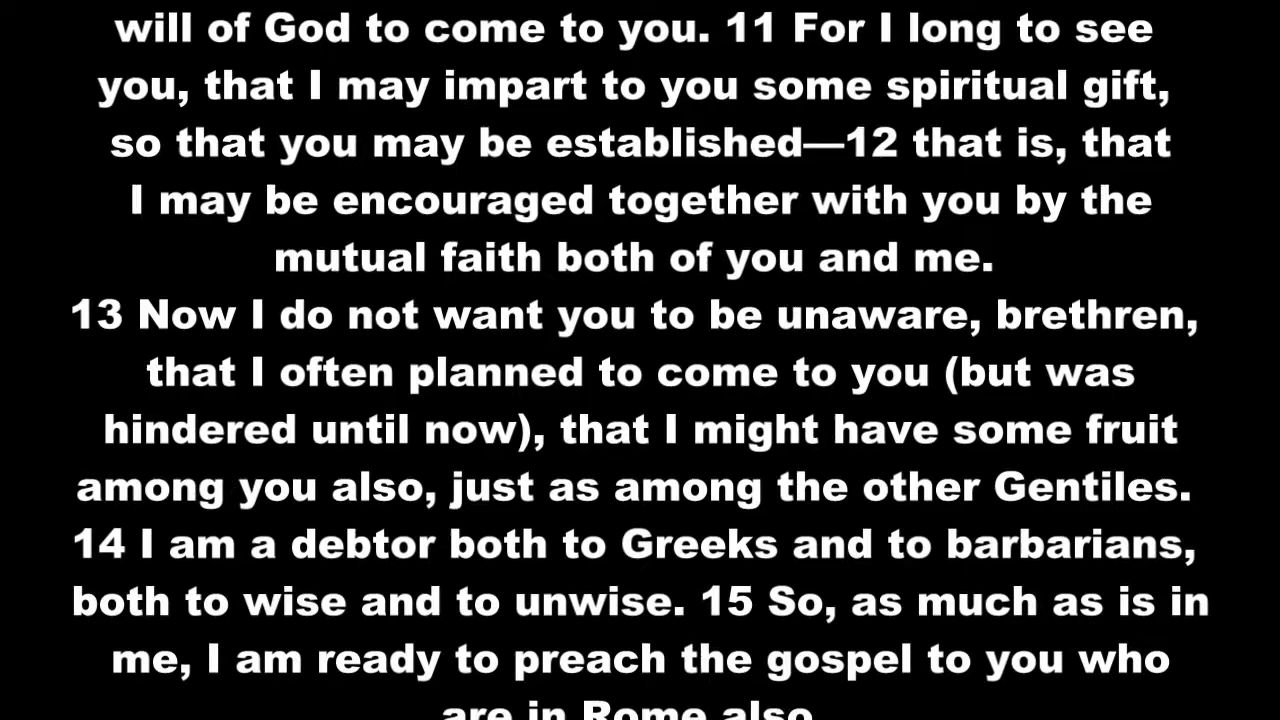 will of God to come to you. 11 For I long to see
you, that I may impart to you some spiritual gift,
so that you may be established—12 that is, that
I may be encouraged together with you by the
mutual faith both of you and me.
13 Now I do not want you to be unaware, brethren,
that I often planned to come to you (but was
hindered until now), that I might have some fruit
among you also, just as among the other Gentiles.
14 I am a debtor both to Greeks and to barbarians,
both to wise and to unwise. 15 So, as much as is in
me, I am ready to preach the gospel to you who
are in Rome also